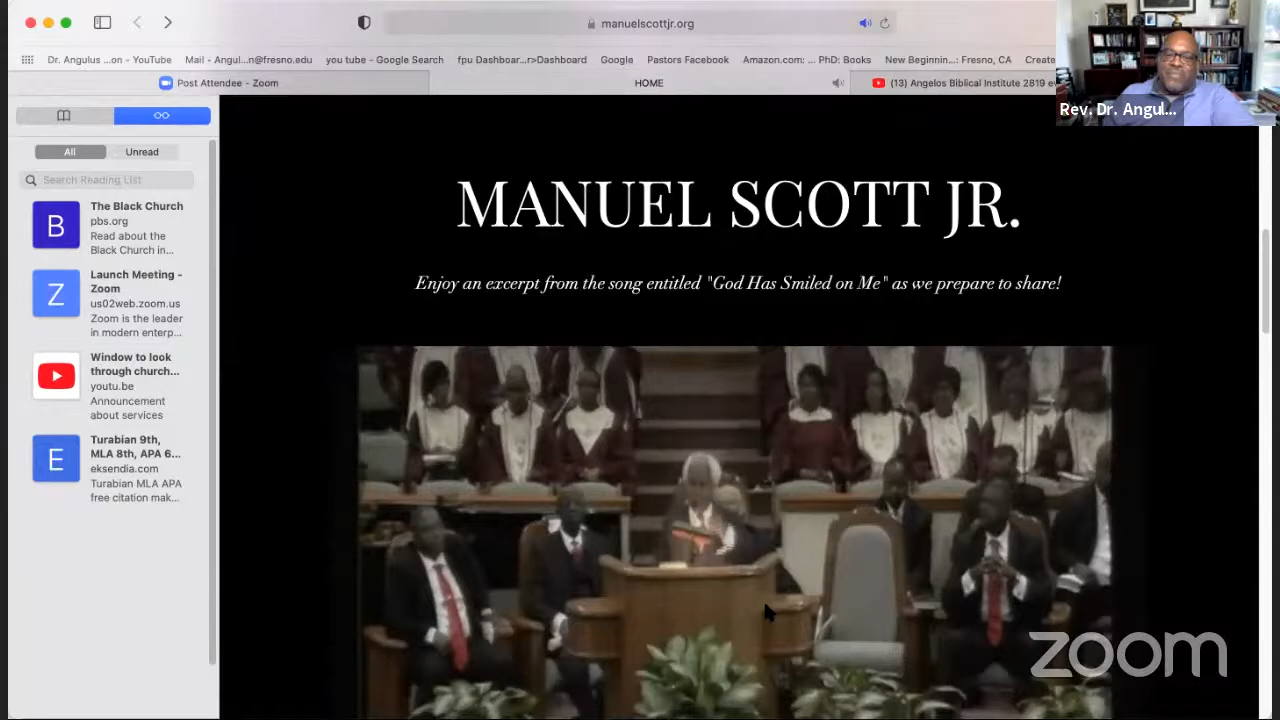 manuelscottjr.org
Dr. Angulus ...on - YouTube
Mail - Angul...n@fresno.edu
you tube - Google Search
fpu Dashboar...r>Dashboard
Google
Pastors Facebook
Amazon.com: ... PhD: Books
New Beginnin...: Fresno, CA
Create
Post Attendee - Zoom
HOME
(13) Angelos Biblical Institute 2819 e
Rev. Dr. Angul...
All
Unread
Search Reading List
B
The Black Church
pbs.org
Read about the
Black Church in...
Z
Launch Meeting -
Zoom
us02web.zoom.us
Zoom is the leader
in modern enterp...
Window to look
through church...
youtu.be
Announcement
about services
E
Turabian 9th,
MLA 8th, APA 6...
eksendia.com
Turabian MLA APA
free citation mak...
MANUEL SCOTT JR.
Enjoy an excerpt from the song entitled "God Has Smiled on Me" as we prepare to share!
zoom